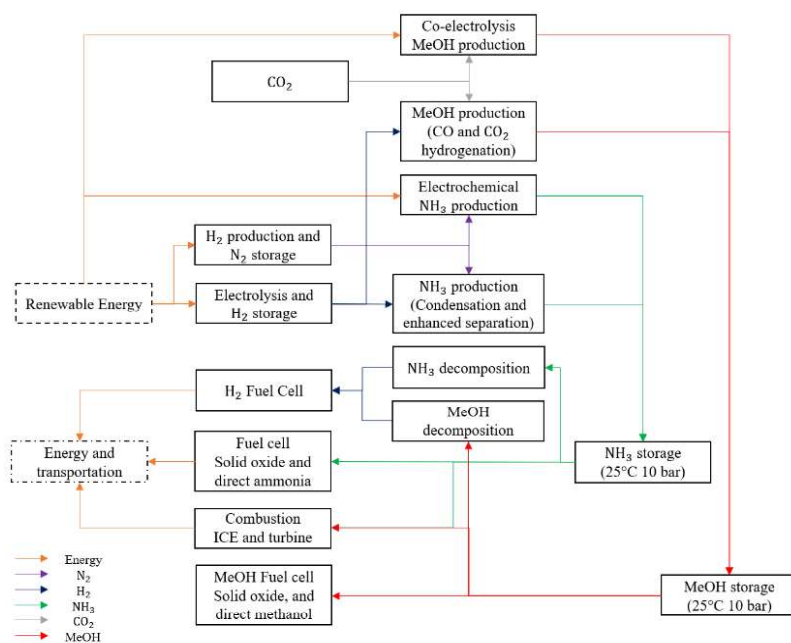 Co-electrolysis
MeOH production
CO₂
MeOH production
(CO and CO₂
hydrogenation)
Electrochemical
NH₃ production
H₂ production and
N₂ storage
Renewable Energy
Electrolysis and
H₂ storage
NH₃ production
(Condensation and
enhanced separation)
NH₃ decomposition
H₂ Fuel Cell
MeOH
decomposition
Energy and
transportation
Fuel cell
Solid oxide and
direct ammonia
NH₃ storage
(25°C 10 bar)
Combustion
ICE and turbine
MeOH Fuel cell
Solid oxide, and
direct methanol
MeOH storage
(25°C 10 bar)
Energy
N₂
H₂
NH₃
CO₂
MeOH